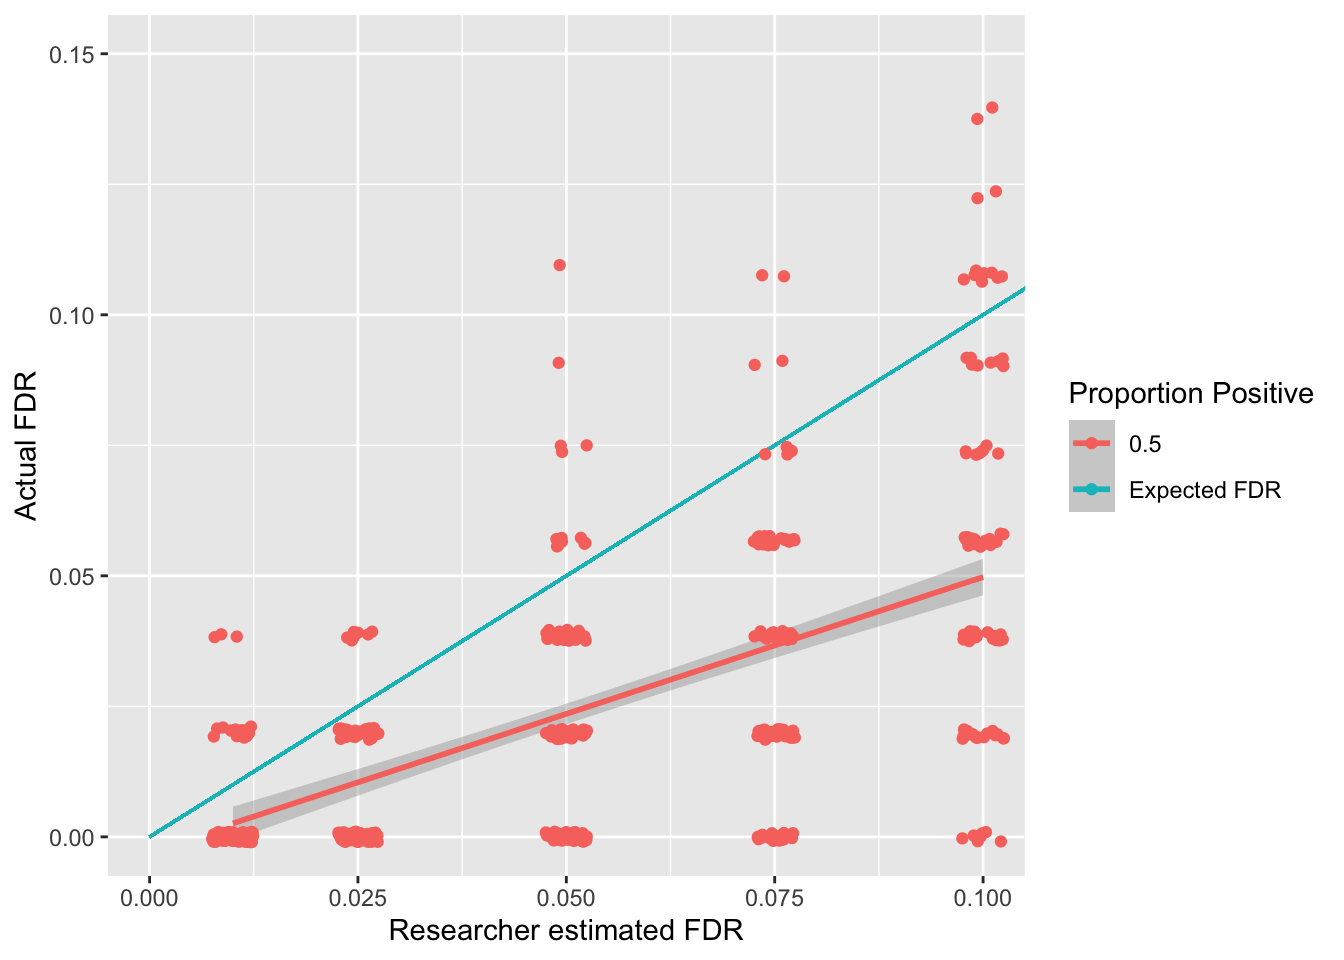 0.15
0.10
0.05
0.00
Actual FDR
0.000 0.025 0.050 0.075 0.100
Researcher estimated FDR
Proportion Positive
0.5
Expected FDR